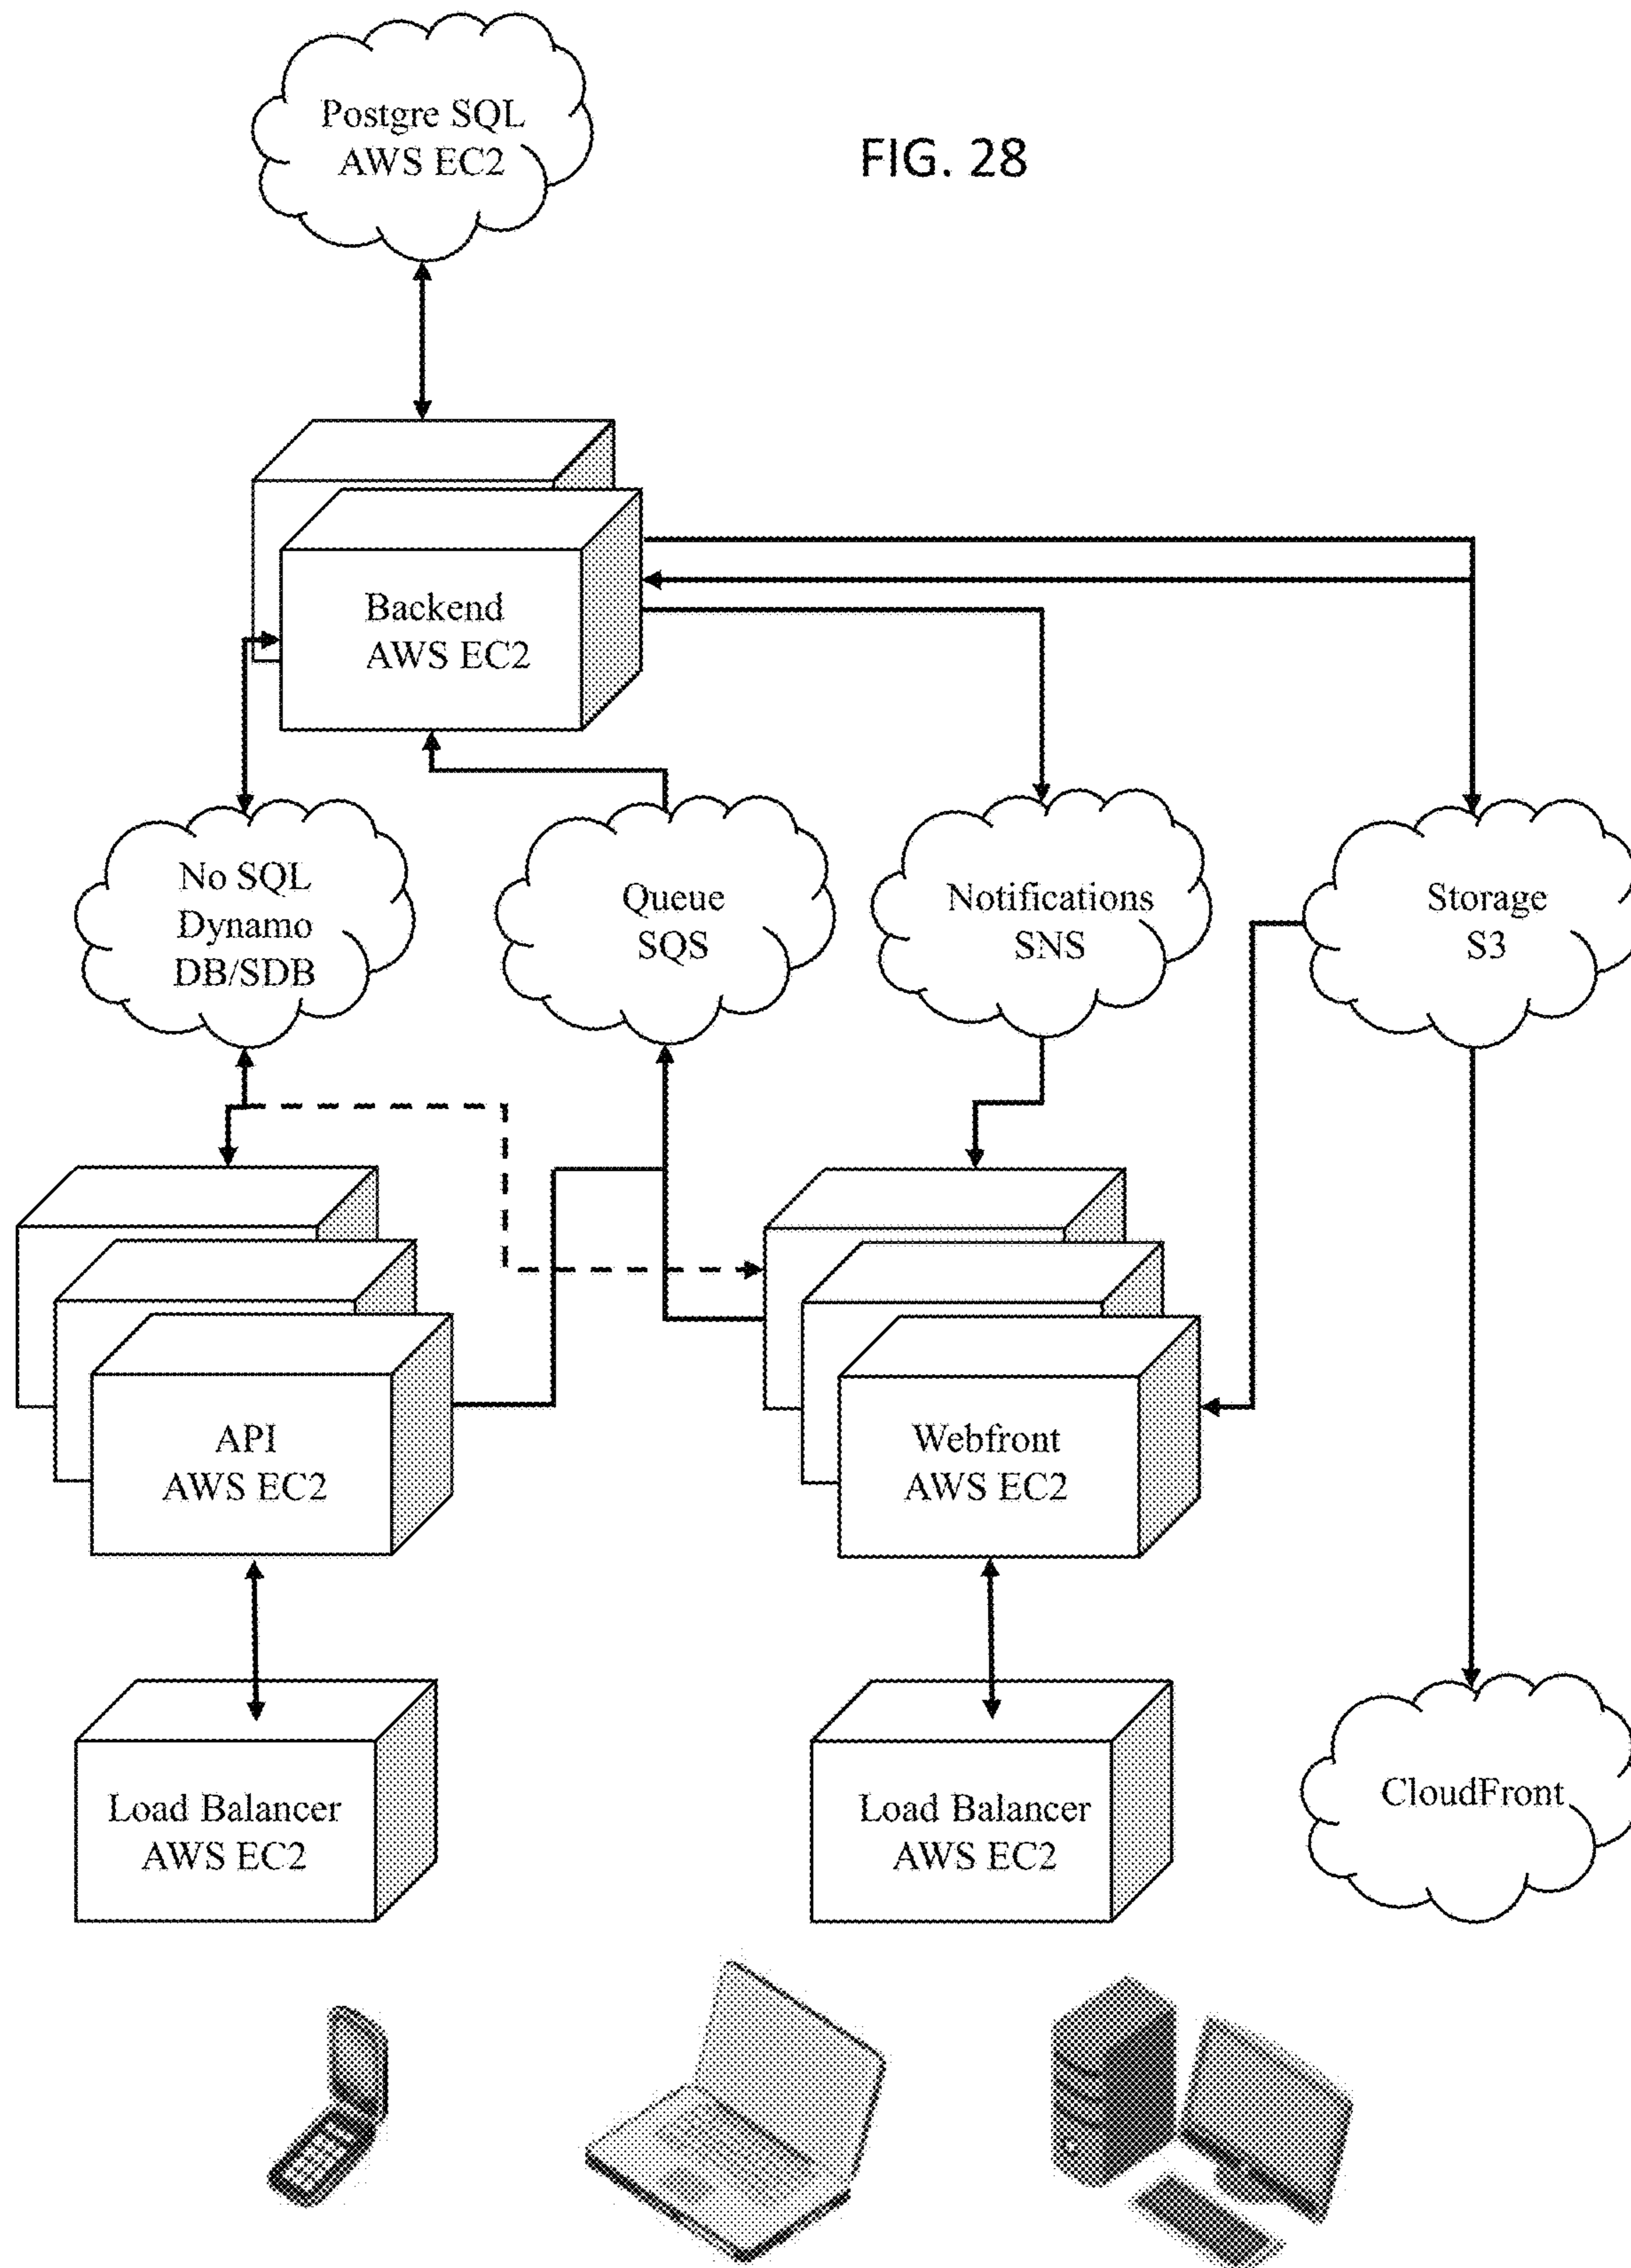 Postgre SQL
AWS EC2
FIG. 28
Backend
AWS EC2
No SQL
Dynamo
DB/SDB
Queue
SQS
Notifications
SNS
Storage
S3
API
AWS EC2
Webfront
AWS EC2
Load Balancer
AWS EC2
Load Balancer
AWS EC2
CloudFront